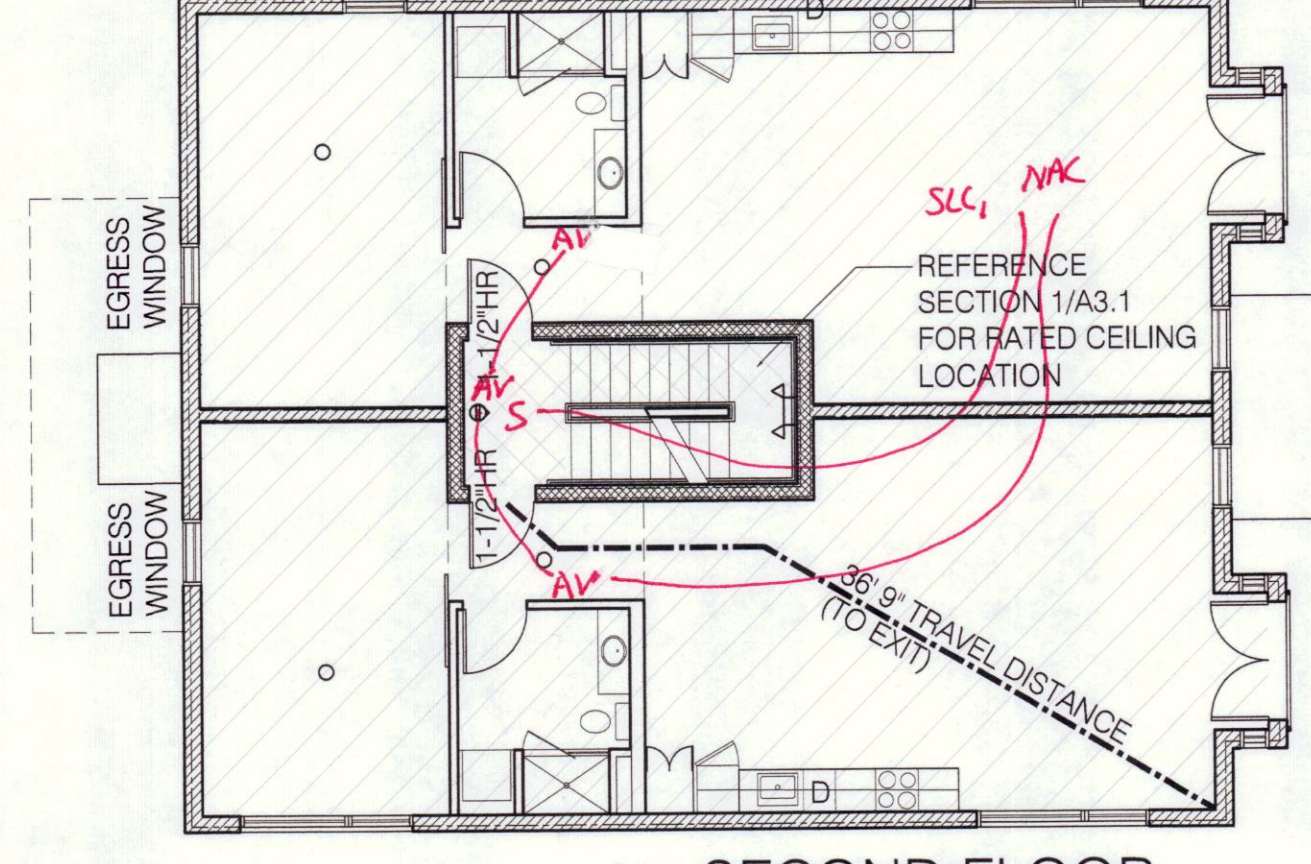 D
SLC, NAC
EGRESS
WINDOW
AV
1-1/2"HR
REFERENCE
SECTION 1/A3.1
FOR RATED CEILING
LOCATION
AV
S
1-1/2"HR
EGRESS
WINDOW
AV
36' 9" TRAVEL DISTANCE
(TO EXIT)
D
SECOND FLOOR